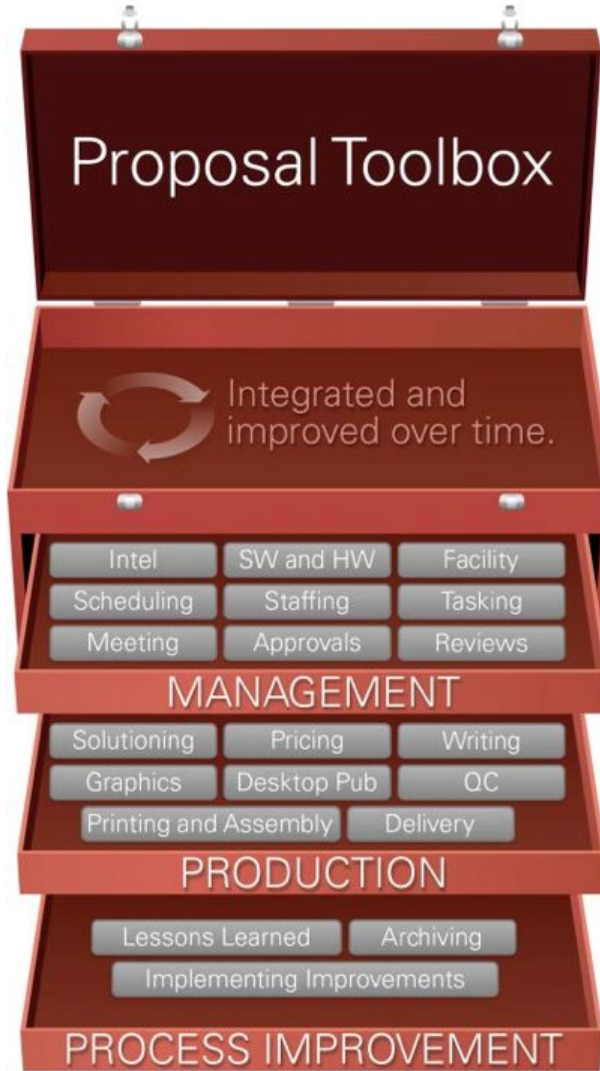 Proposal Toolbox
Integrated and
improved over time.
Intel SW and HW Facility
Scheduling Staffing Tasking
Meeting Approvals Reviews
MANAGEMENT
Solutioning Pricing Writing
Graphics Desktop Pub QC
Printing and Assembly Delivery
PRODUCTION
Lessons Learned Archiving
Implementing Improvements
PROCESS IMPROVEMENT